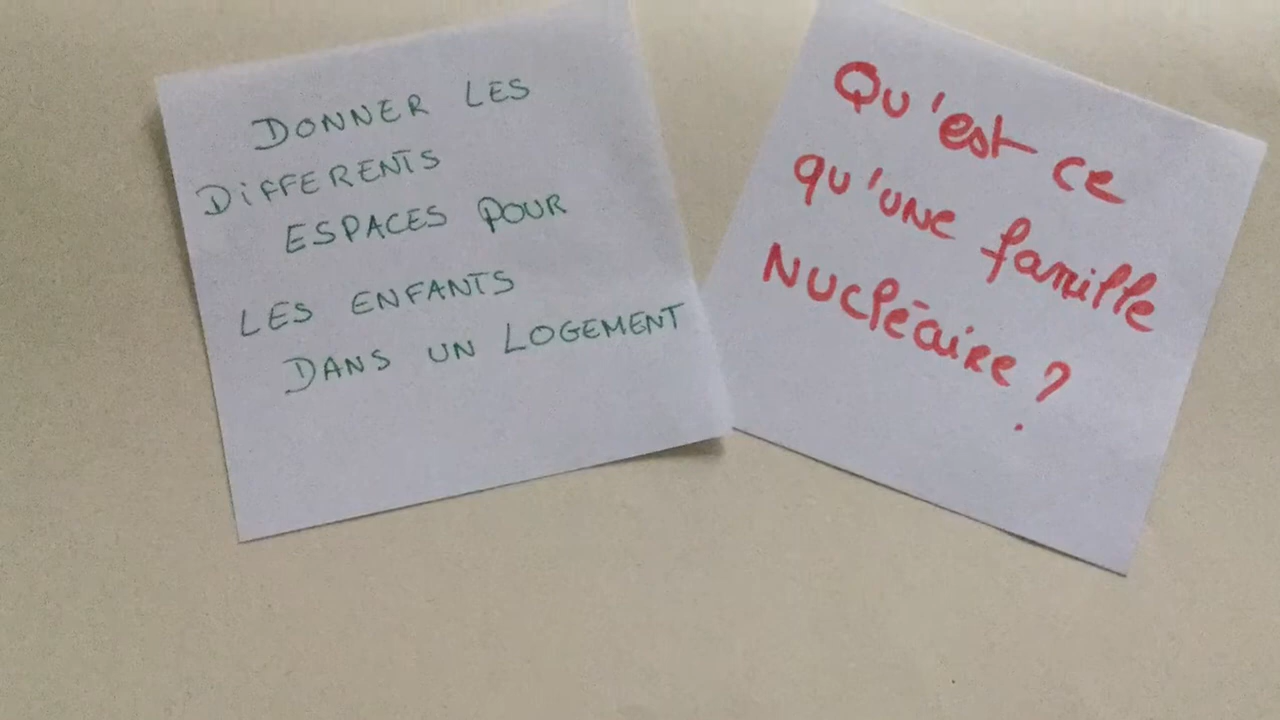 DONNER LES
DiFFERENTS
ESPACES POUR
LES ENFANTS
DANS UN LOGEMENT
Qu'est ce
qu'une famille
Nucléaire ?